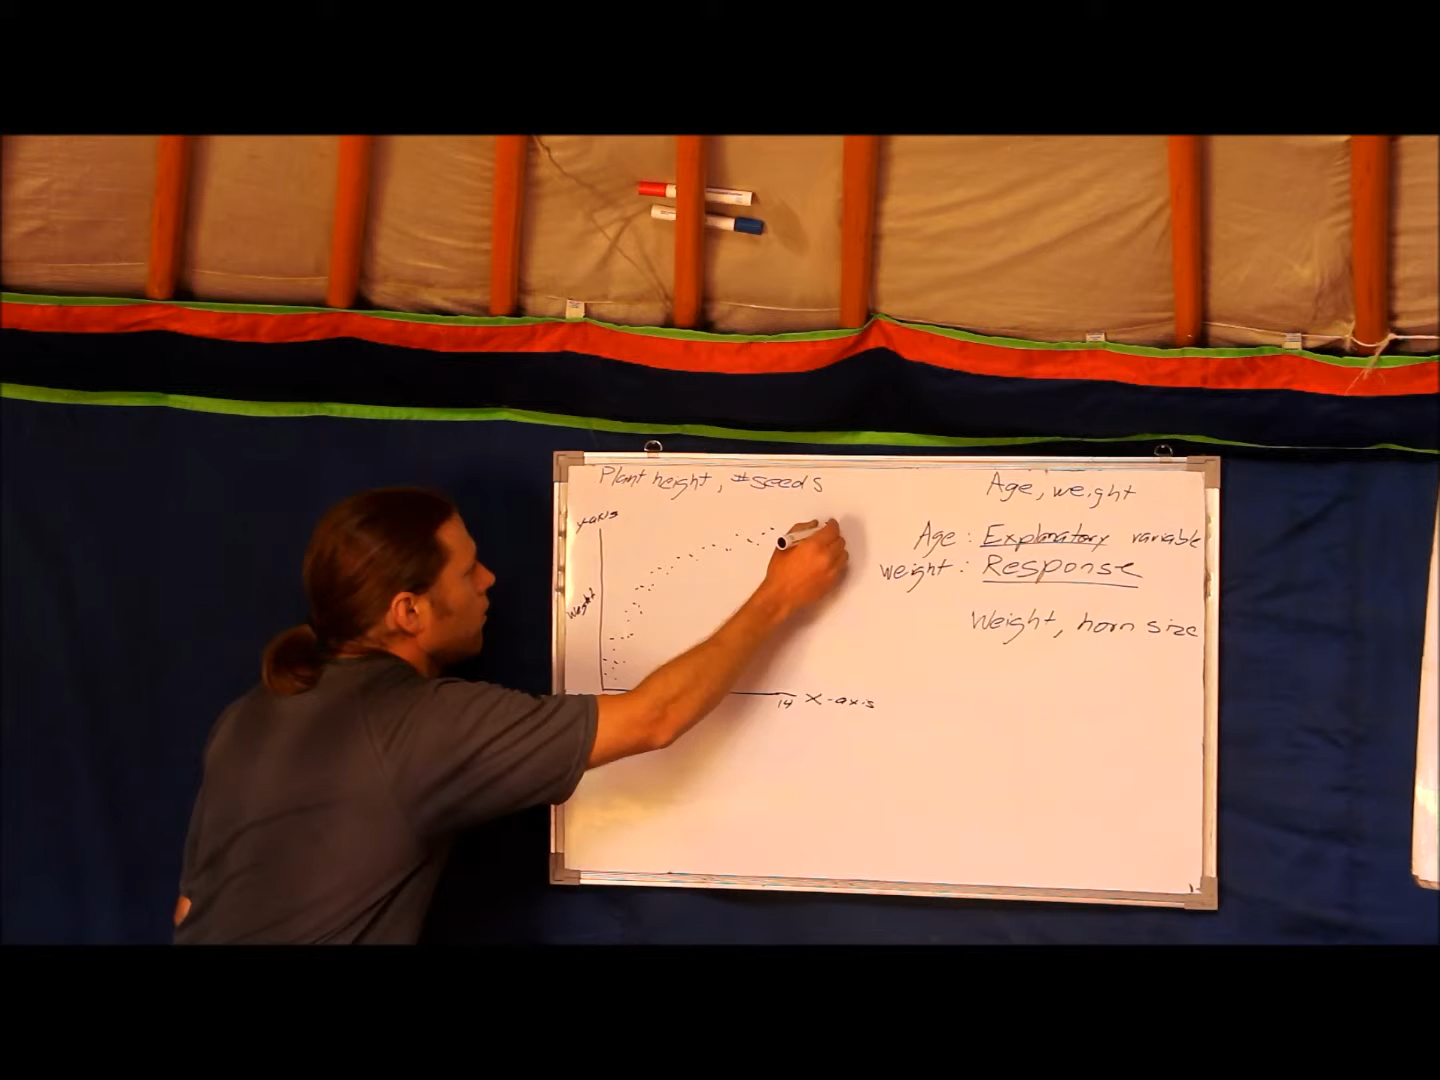 Plant height, # seeds
y-axis
weight
14 X-axis
Age, weight
Age: Explanatory variable
weight: Response
Weight, horn size